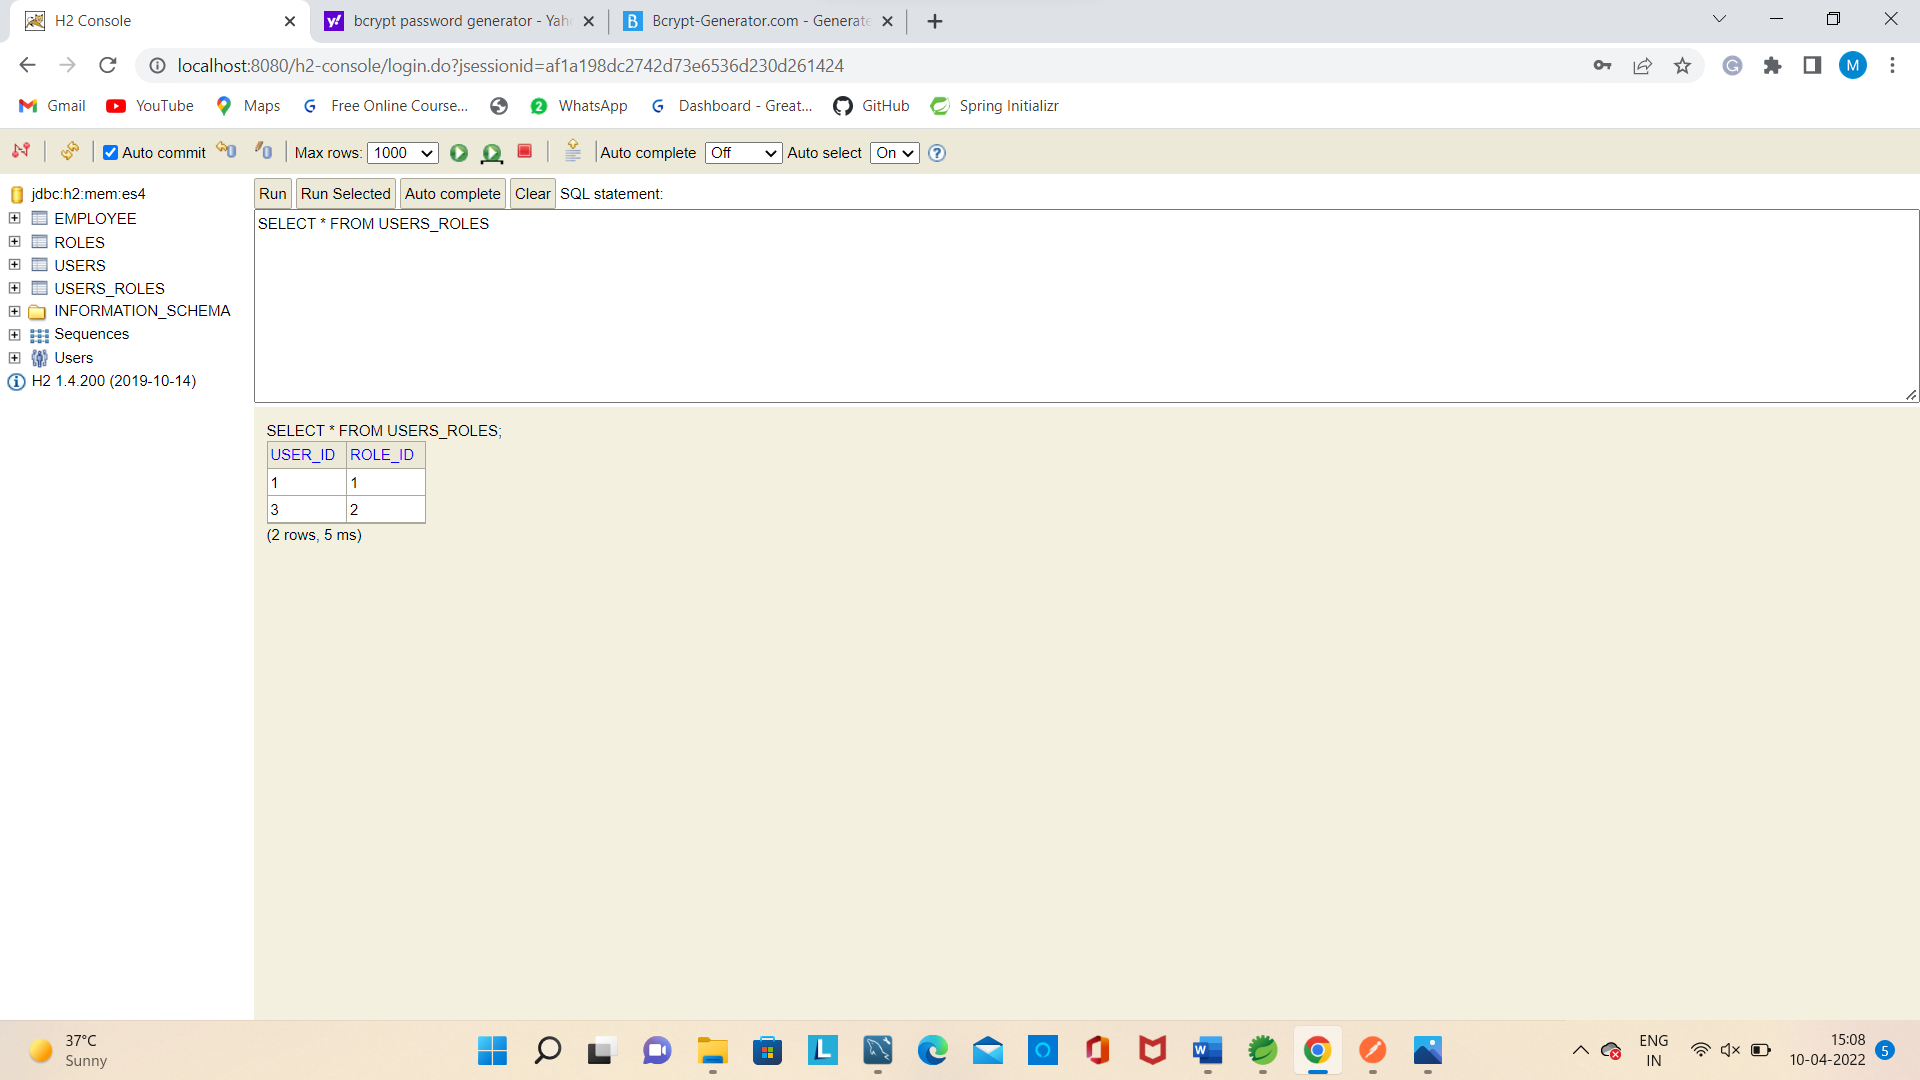 H2 Console
bcrypt password generator - Yah
Bcrypt-Generator.com - Generate
localhost:8080/h2-console/login.do?jsessionid=af1a198dc2742d73e6536d230d261424
M
Gmail
YouTube
Maps
Free Online Course...
2
WhatsApp
Dashboard - Great...
GitHub
Spring Initializr
Auto commit
Max rows: 1000
Auto complete Off
Auto select On
jdbc:h2:mem:es4
EMPLOYEE
ROLES
USERS
USERS_ROLES
INFORMATION_SCHEMA
Sequences
Users
H2 1.4.200 (2019-10-14)
Run Run Selected Auto complete Clear SQL statement:
SELECT * FROM USERS_ROLES
SELECT * FROM USERS_ROLES;
USER_ID ROLE_ID
1 1
3 2
(2 rows, 5 ms)
37°C
Sunny
ENG
IN
15:08
10-04-2022
5